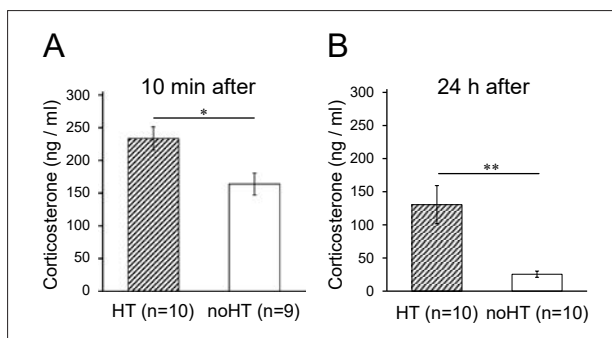 A
10 min after
Corticosterone (ng / ml)
300
250
200
150
100
50
0
*
HT (n=10) noHT (n=9)
B
24 h after
Corticosterone (ng / ml)
300
250
200
150
100
50
0
**
HT (n=10) noHT (n=10)